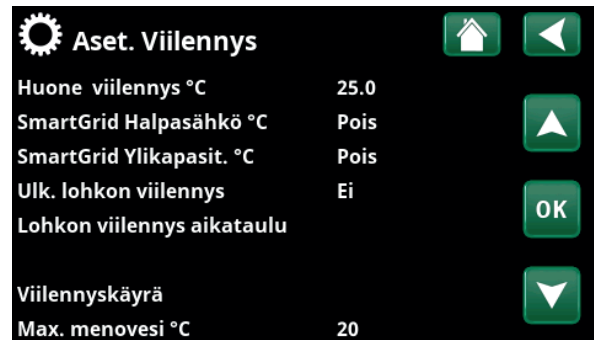 Aset. Viilennys
Huone viilennys °C 25.0
SmartGrid Halpasähkö °C Pois
SmartGrid Ylikapasit. °C Pois
Ulk. lohkon viilennys Ei
OK
Lohkon viilennys aikataulu
Viilennyskäyrä
Max. menovesi °C 20